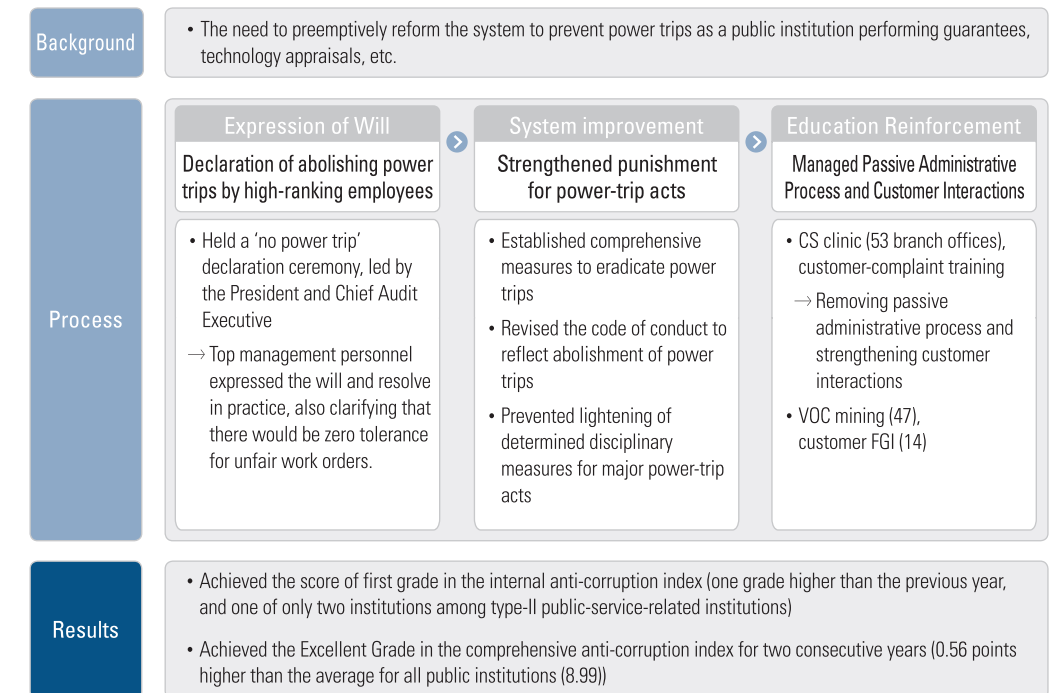 Background
• The need to preemptively reform the system to prevent power trips as a public institution performing guarantees,
technology appraisals, etc.
Process
Expression of Will
Declaration of abolishing power
trips by high-ranking employees
• Held a ‘no power trip’
declaration ceremony, led by
the President and Chief Audit
Executive
→ Top management personnel
expressed the will and resolve
in practice, also clarifying that
there would be zero tolerance
for unfair work orders.
System improvement
Strengthened punishment
for power-trip acts
• Established comprehensive
measures to eradicate power
trips
• Revised the code of conduct to
reflect abolishment of power
trips
• Prevented lightening of
determined disciplinary
measures for major power-trip
acts
Education Reinforcement
Managed Passive Administrative
Process and Customer Interactions
• CS clinic (53 branch offices),
customer-complaint training
→ Removing passive
administrative process and
strengthening customer
interactions
• VOC mining (47),
customer FGI (14)
Results
• Achieved the score of first grade in the internal anti-corruption index (one grade higher than the previous year,
and one of only two institutions among type-II public-service-related institutions)
• Achieved the Excellent Grade in the comprehensive anti-corruption index for two consecutive years (0.56 points
higher than the average for all public institutions (8.99))